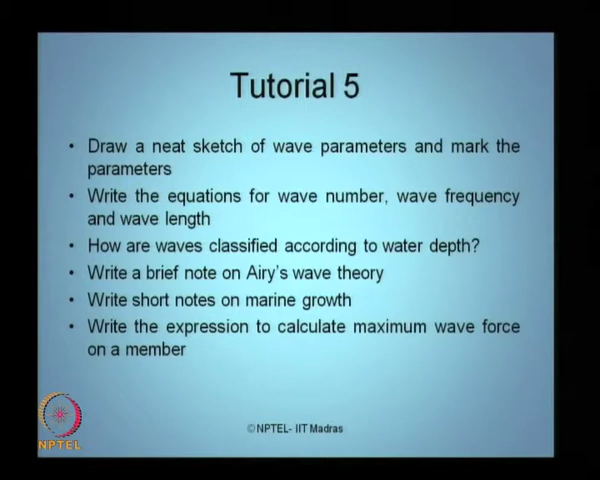 Tutorial 5
• Draw a neat sketch of wave parameters and mark the
parameters
• Write the equations for wave number, wave frequency
and wave length
• How are waves classified according to water depth?
• Write a brief note on Airy's wave theory
• Write short notes on marine growth
• Write the expression to calculate maximum wave force
on a member
NPTEL
©NPTEL- IIT Madras